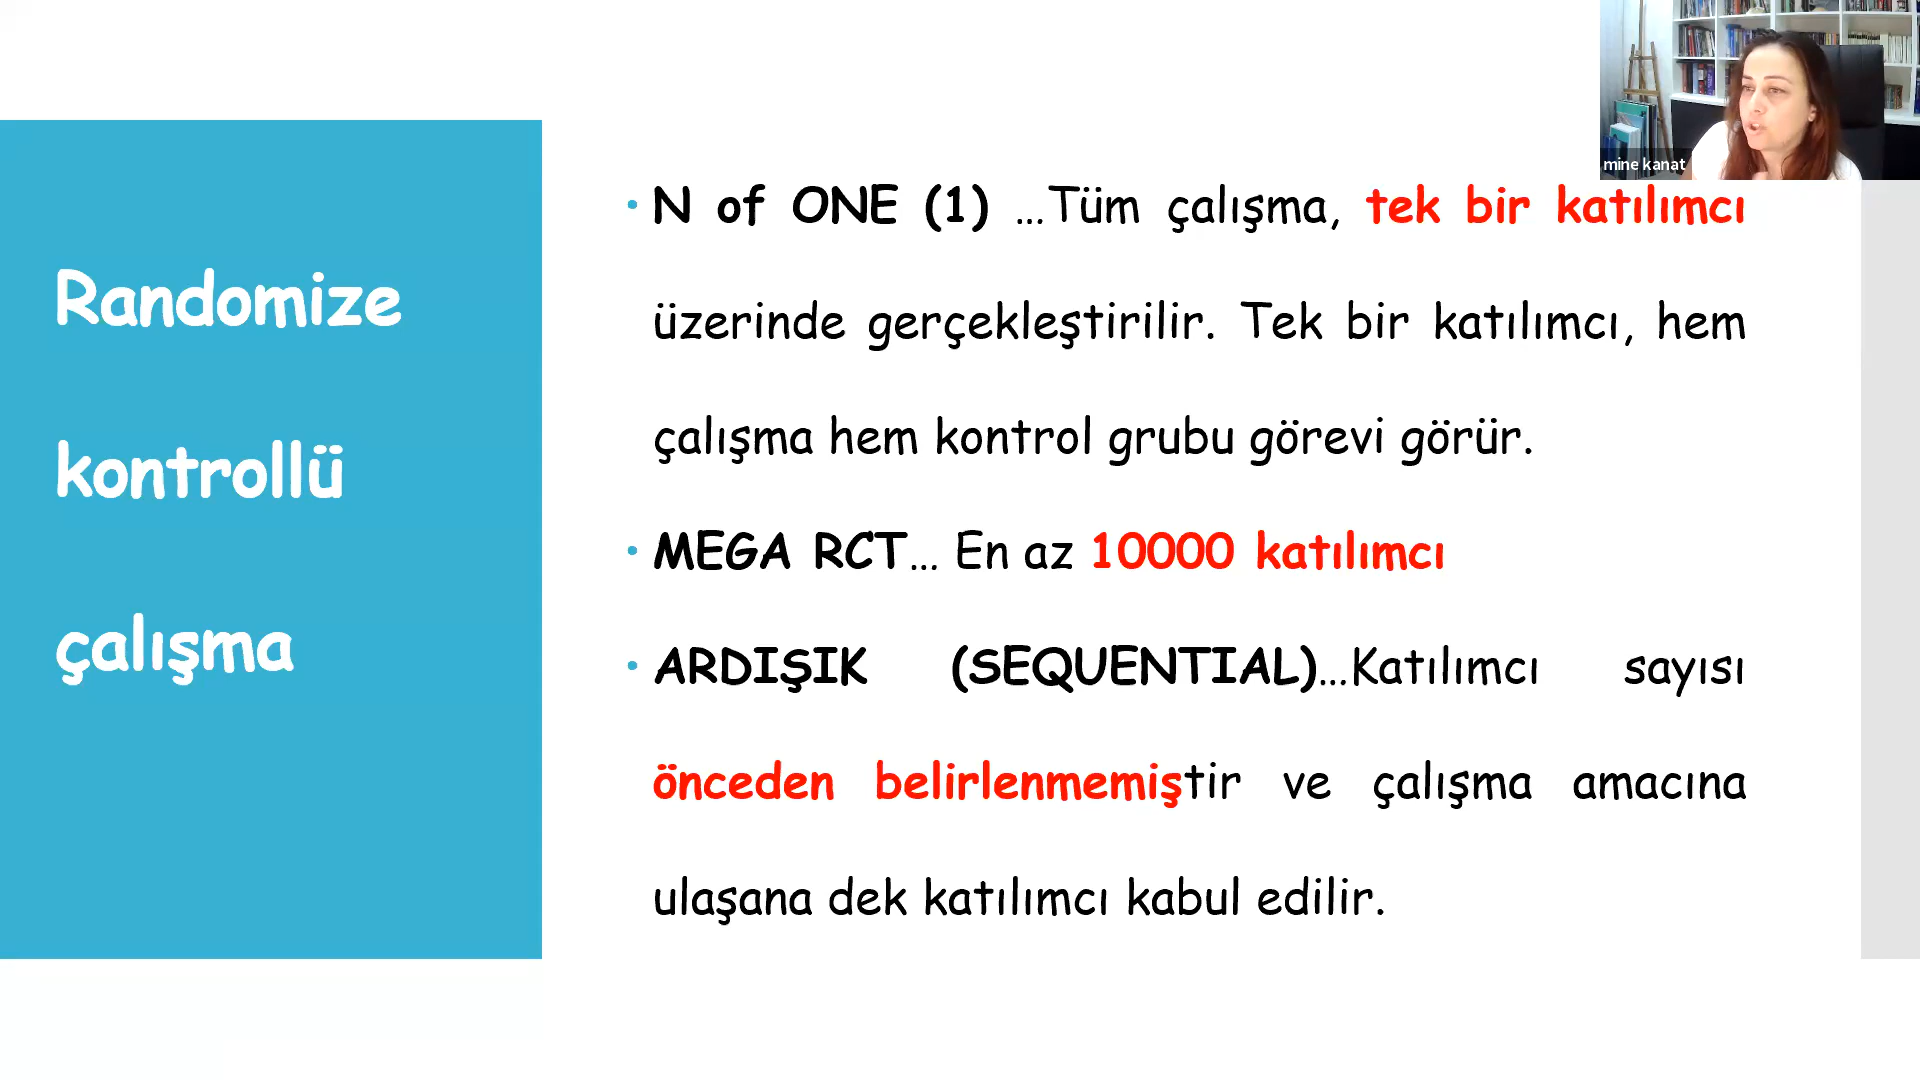 Randomize
kontrollü
çalışma
• N of ONE (1) …Tüm çalışma, tek bir katılımcı
üzerinde gerçekleştirilir. Tek bir katılımcı, hem
çalışma hem kontrol grubu görevi görür.
• MEGA RCT… En az 10000 katılımcı
• ARDIŞIK (SEQUENTIAL)…Katılımcı sayısı
önceden belirlenmemiştir ve çalışma amacına
ulaşana dek katılımcı kabul edilir.
mine kanat